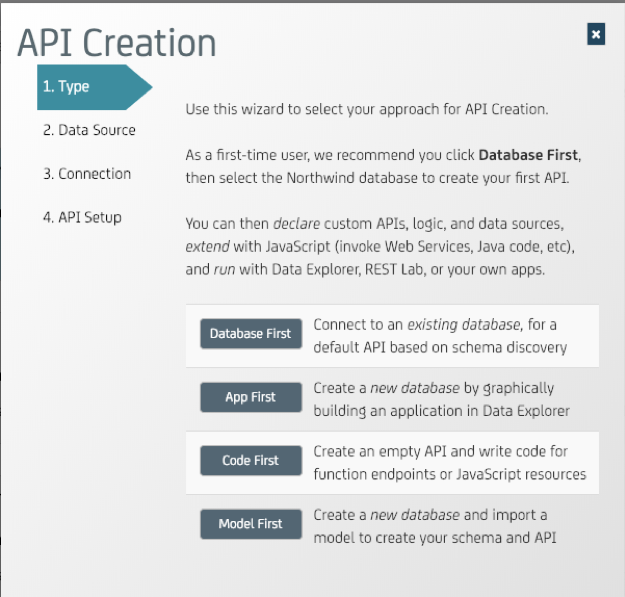 API Creation
1. Type
2. Data Source
3. Connection
4. API Setup
Use this wizard to select your approach for API Creation.
As a first-time user, we recommend you click Database First,
then select the Northwind database to create your first API.
You can then declare custom APIs, logic, and data sources,
extend with JavaScript (invoke Web Services, Java code, etc),
and run with Data Explorer, REST Lab, or your own apps.
Database First
Connect to an existing database, for a
default API based on schema discovery
App First
Create a new database by graphically
building an application in Data Explorer
Code First
Create an empty API and write code for
function endpoints or JavaScript resources
Model First
Create a new database and import a
model to create your schema and API